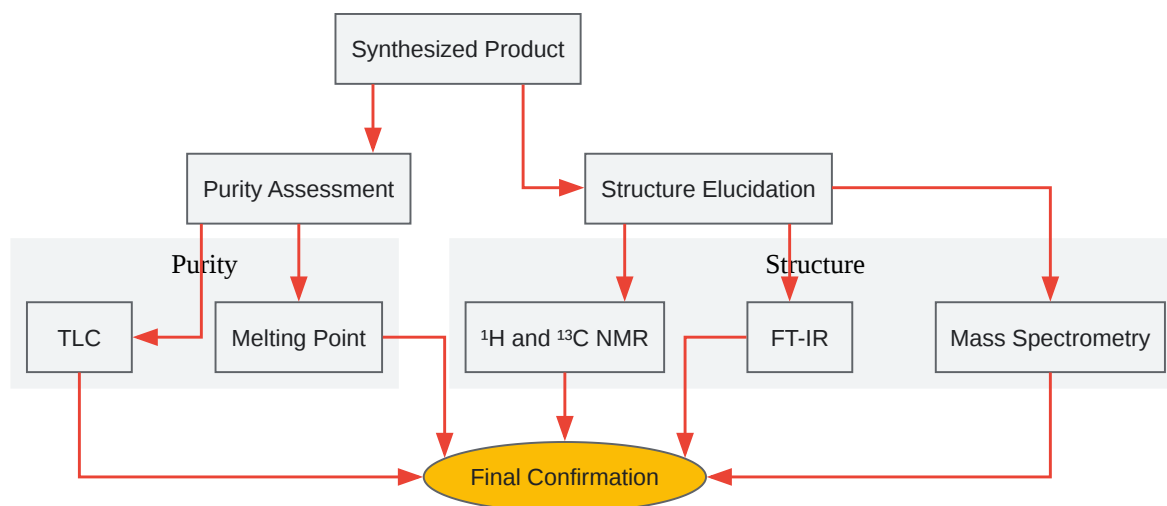 Synthesized Product
Purity Assessment
Structure Elucidation
Purity
Structure
TLC
Melting Point
¹H and ¹³C NMR
FT-IR
Mass Spectrometry
Final Confirmation